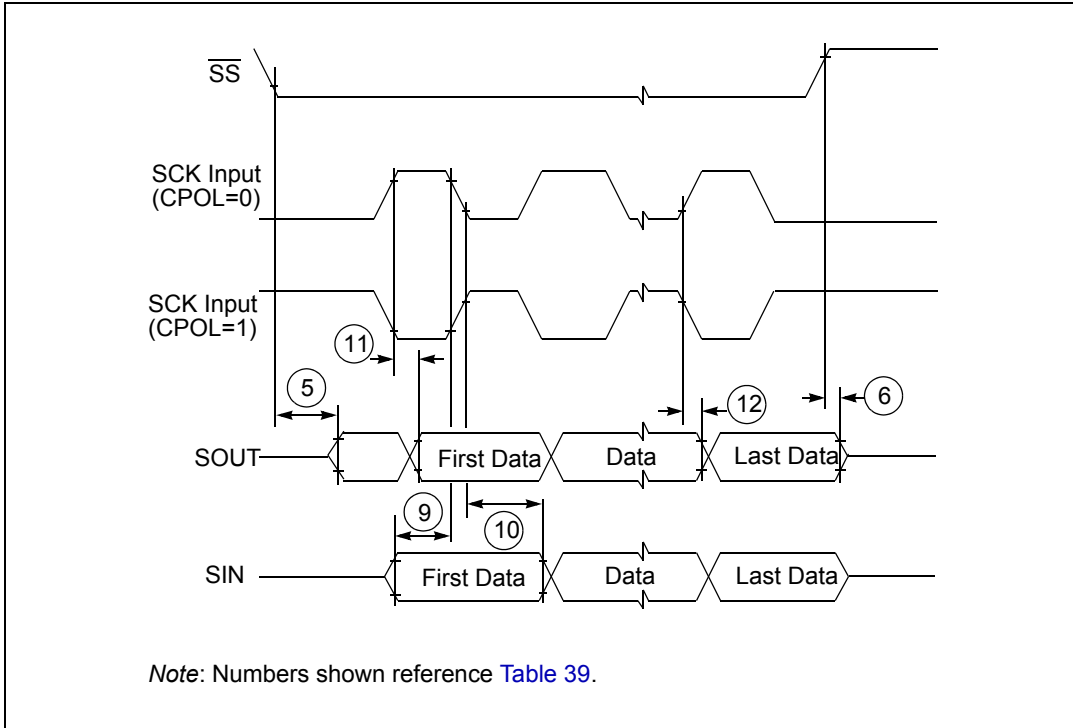 SS
SCK Input
(CPOL=0)
SCK Input
(CPOL=1)
11
5
12
6
SOUT
First Data
Data
Last Data
9
10
SIN
First Data
Data
Last Data
Note: Numbers shown reference Table 39.